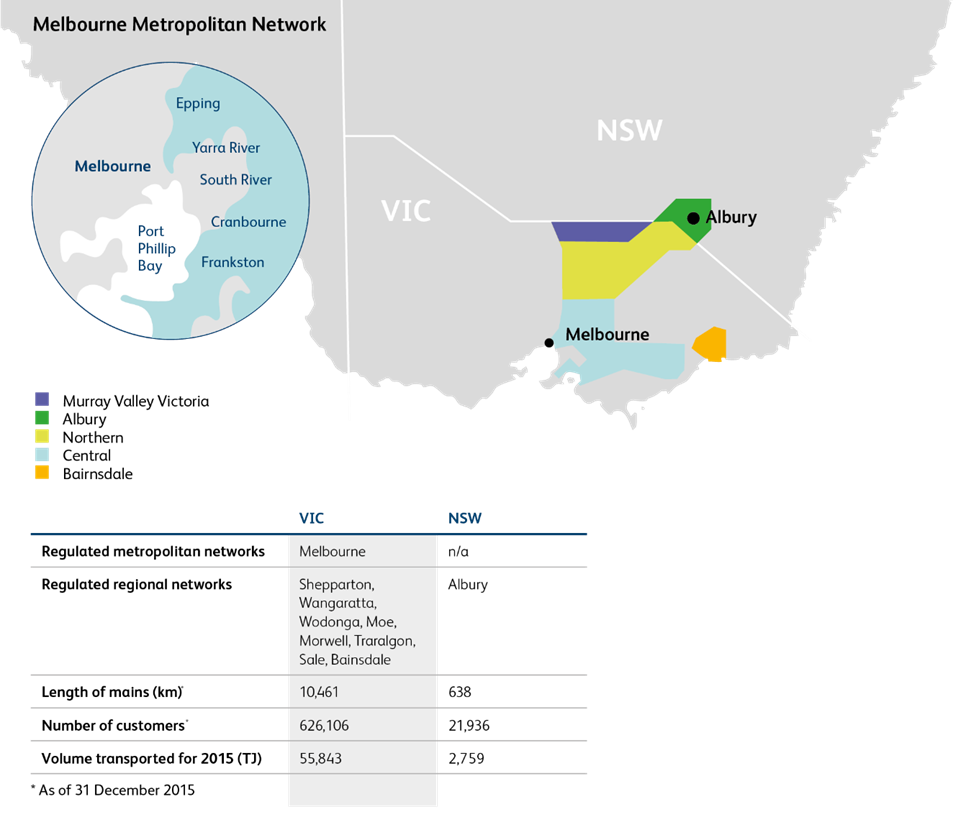 Melbourne Metropolitan Network
Epping
Yarra River
Melbourne
South River
Cranbourne
Port
Phillip
Bay
Frankston
NSW
VIC
Albury
Melbourne
Murray Valley Victoria
Albury
Northern
Central
Bairnsdale
VIC NSW
Regulated metropolitan networks Melbourne n/a
Regulated regional networks Shepparton, Albury
Wangaratta,
Wodonga, Moe,
Morwell, Traralgon,
Sale, Bainsdale
Length of mains (km)* 10,461 638
Number of customers* 626,106 21,936
Volume transported for 2015 (TJ) 55,843 2,759
* As of 31 December 2015